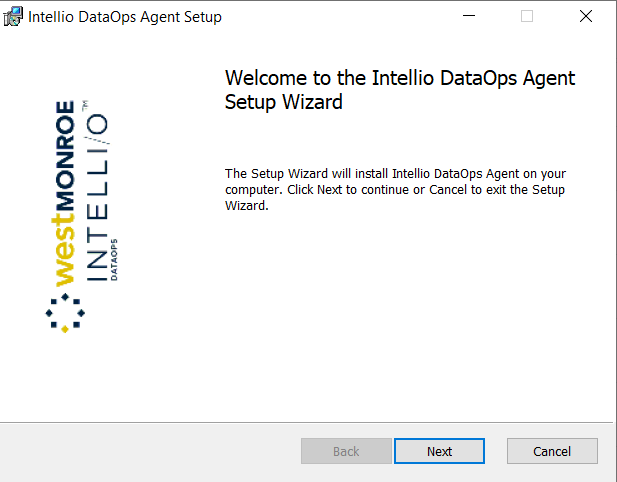 Intellio DataOps Agent Setup
Welcome to the Intellio DataOps Agent
Setup Wizard
westMONROE
INTELLI/O™
DATAOPS
The Setup Wizard will install Intellio DataOps Agent on your
computer. Click Next to continue or Cancel to exit the Setup
Wizard.
Back
Next
Cancel